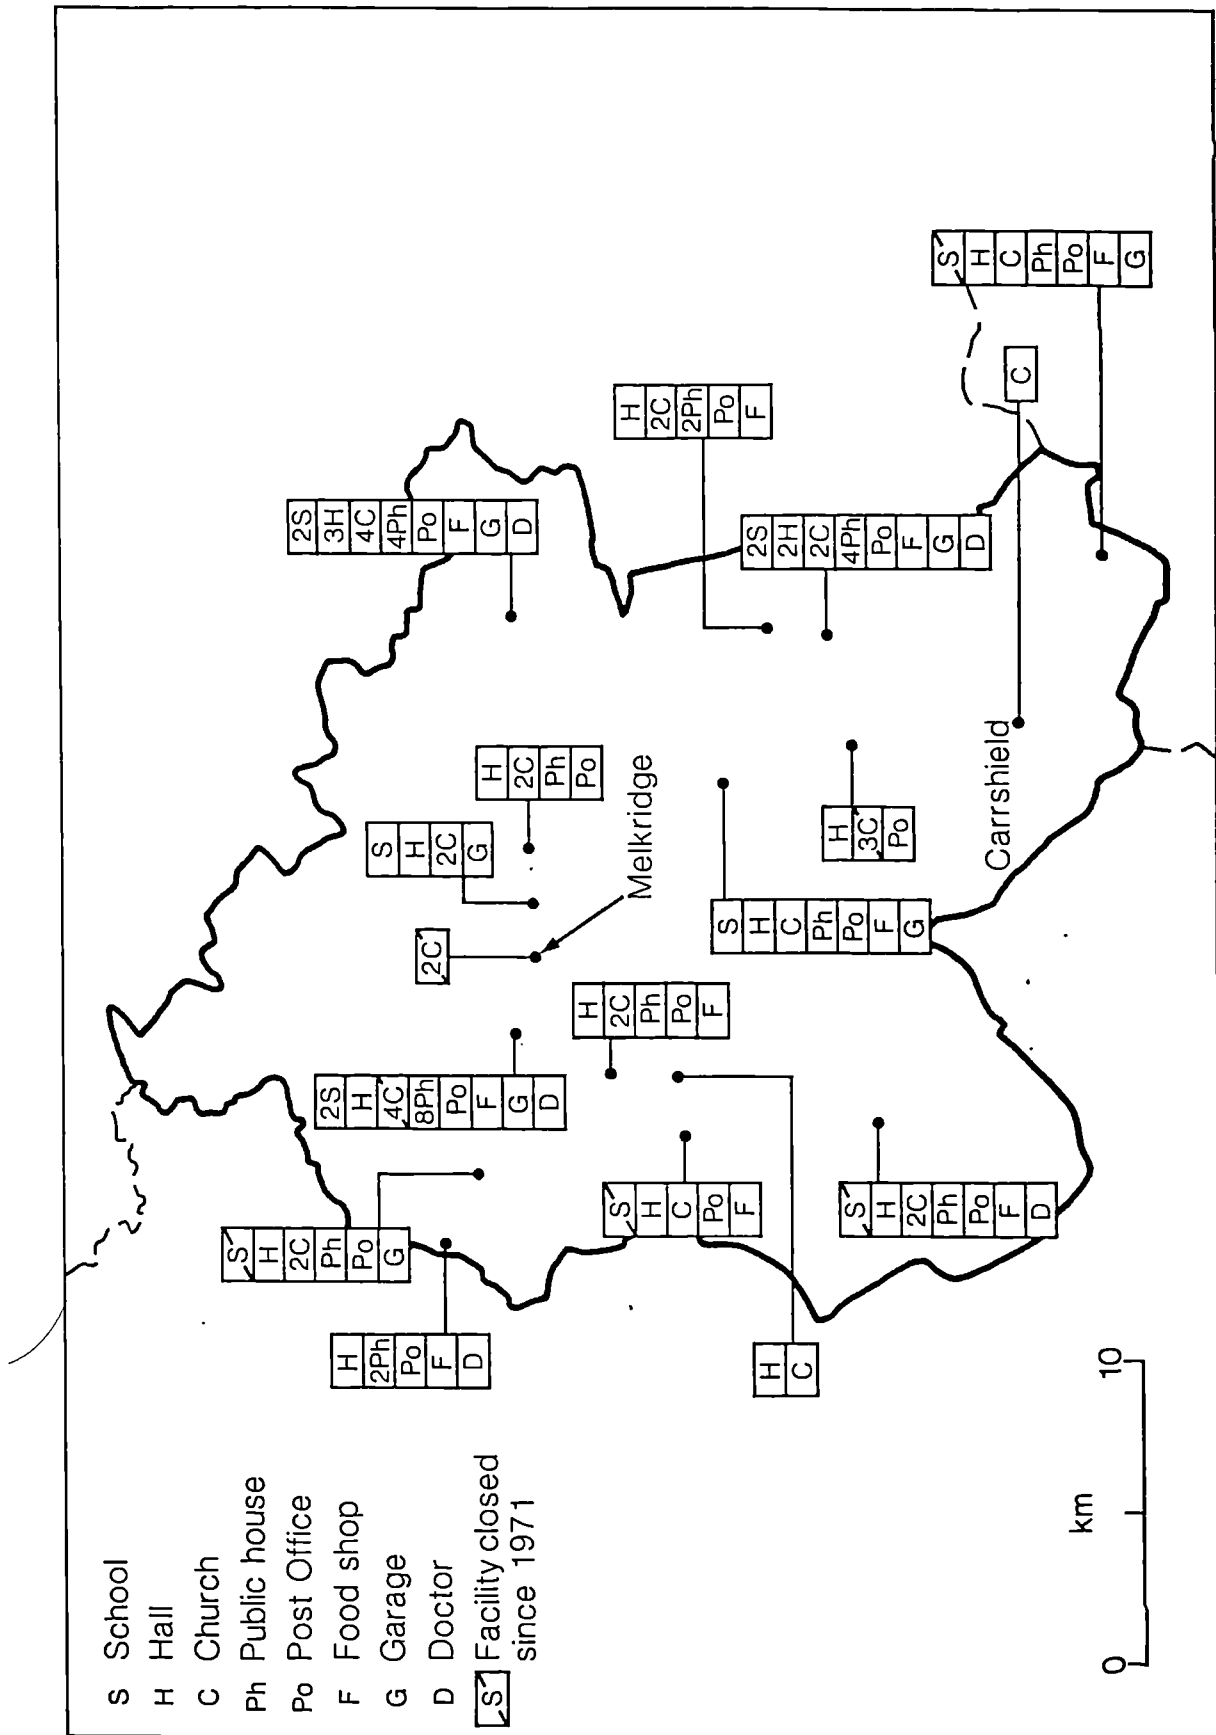 S School
H Hall
C Church
Ph Public house
Po Post Office
F Food shop
G Garage
D Doctor
S Facility closed
since 1971
S
H
2C
Ph
Po
G
H
2Ph
Po
F
D
2S
H
4C
8Ph
Po
F
G
D
2C
S
H
2C
G
H
2C
Ph
Po
Melkridge
2S
3H
4C
4Ph
Po
F
G
D
H
2C
2Ph
Po
F
H
2C
Ph
Po
F
S
H
C
Po
F
H
C
S
H
C
Ph
Po
F
G
2S
2H
2C
4Ph
Po
F
G
D
H
3C
Po
S
H
2C
Ph
Po
F
D
Carrshield
C
S
H
C
Ph
Po
F
G
0
km
10